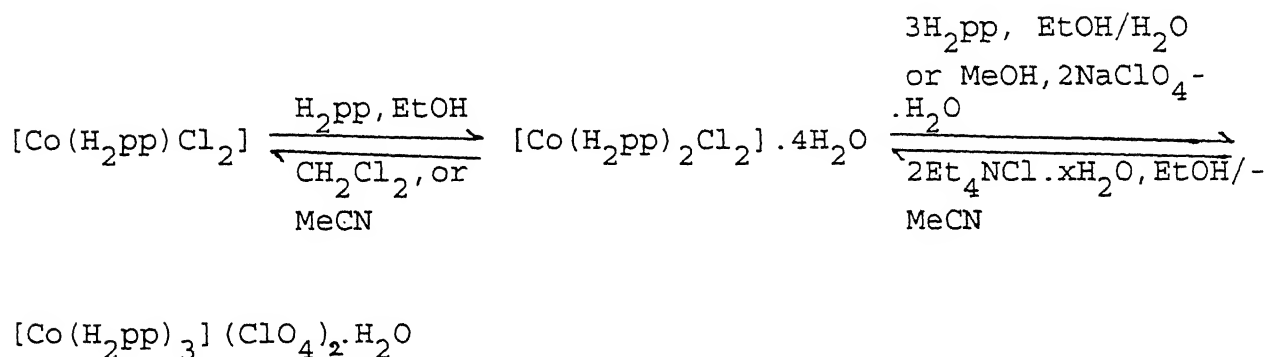 3H₂pp, EtOH/H₂O
or MeOH,2NaClO₄-
.H₂O
[Co(H₂pp)Cl₂] H₂pp,EtOH [Co(H₂pp)₂Cl₂].4H₂O
CH₂Cl₂,or 2Et₄NCl.xH₂O,EtOH/-
MeCN MeCN
[Co(H₂pp)₃](ClO₄)₂.H₂O